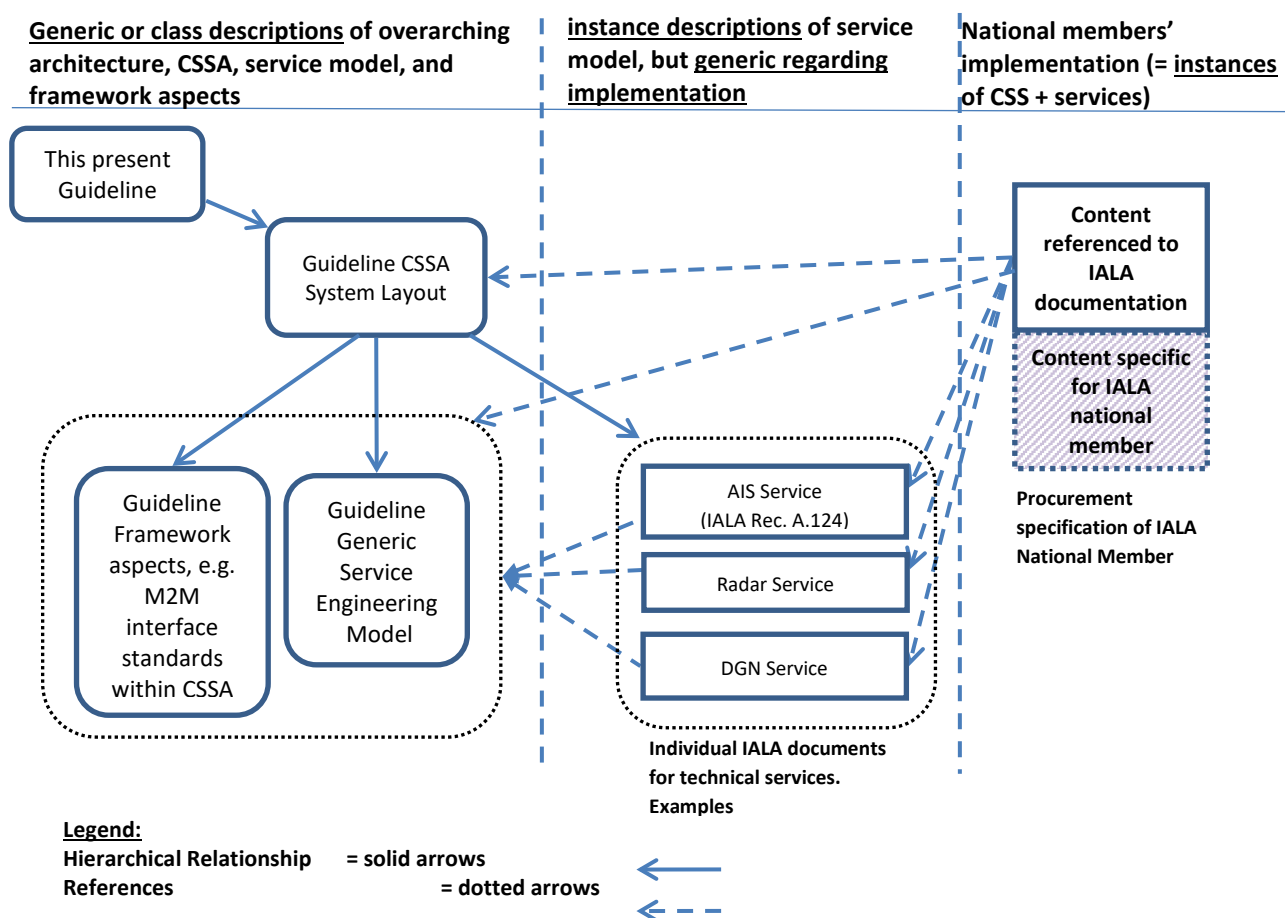 Generic or class descriptions of overarching
architecture, CSSA, service model, and
framework aspects
instance descriptions of service
model, but generic regarding
implementation
National members’
implementation (= instances
of CSS + services)
This present
Guideline
Guideline CSSA
System Layout
Content
referenced to
IALA
documentation
Content specific
for IALA
national
member
Procurement
specification of IALA
National Member
Guideline
Framework
aspects, e.g.
M2M
interface
standards
within CSSA
Guideline
Generic
Service
Engineering
Model
AIS Service
(IALA Rec. A.124)
Radar Service
DGN Service
Individual IALA documents
for technical services.
Examples
Legend:
Hierarchical Relationship = solid arrows
References = dotted arrows